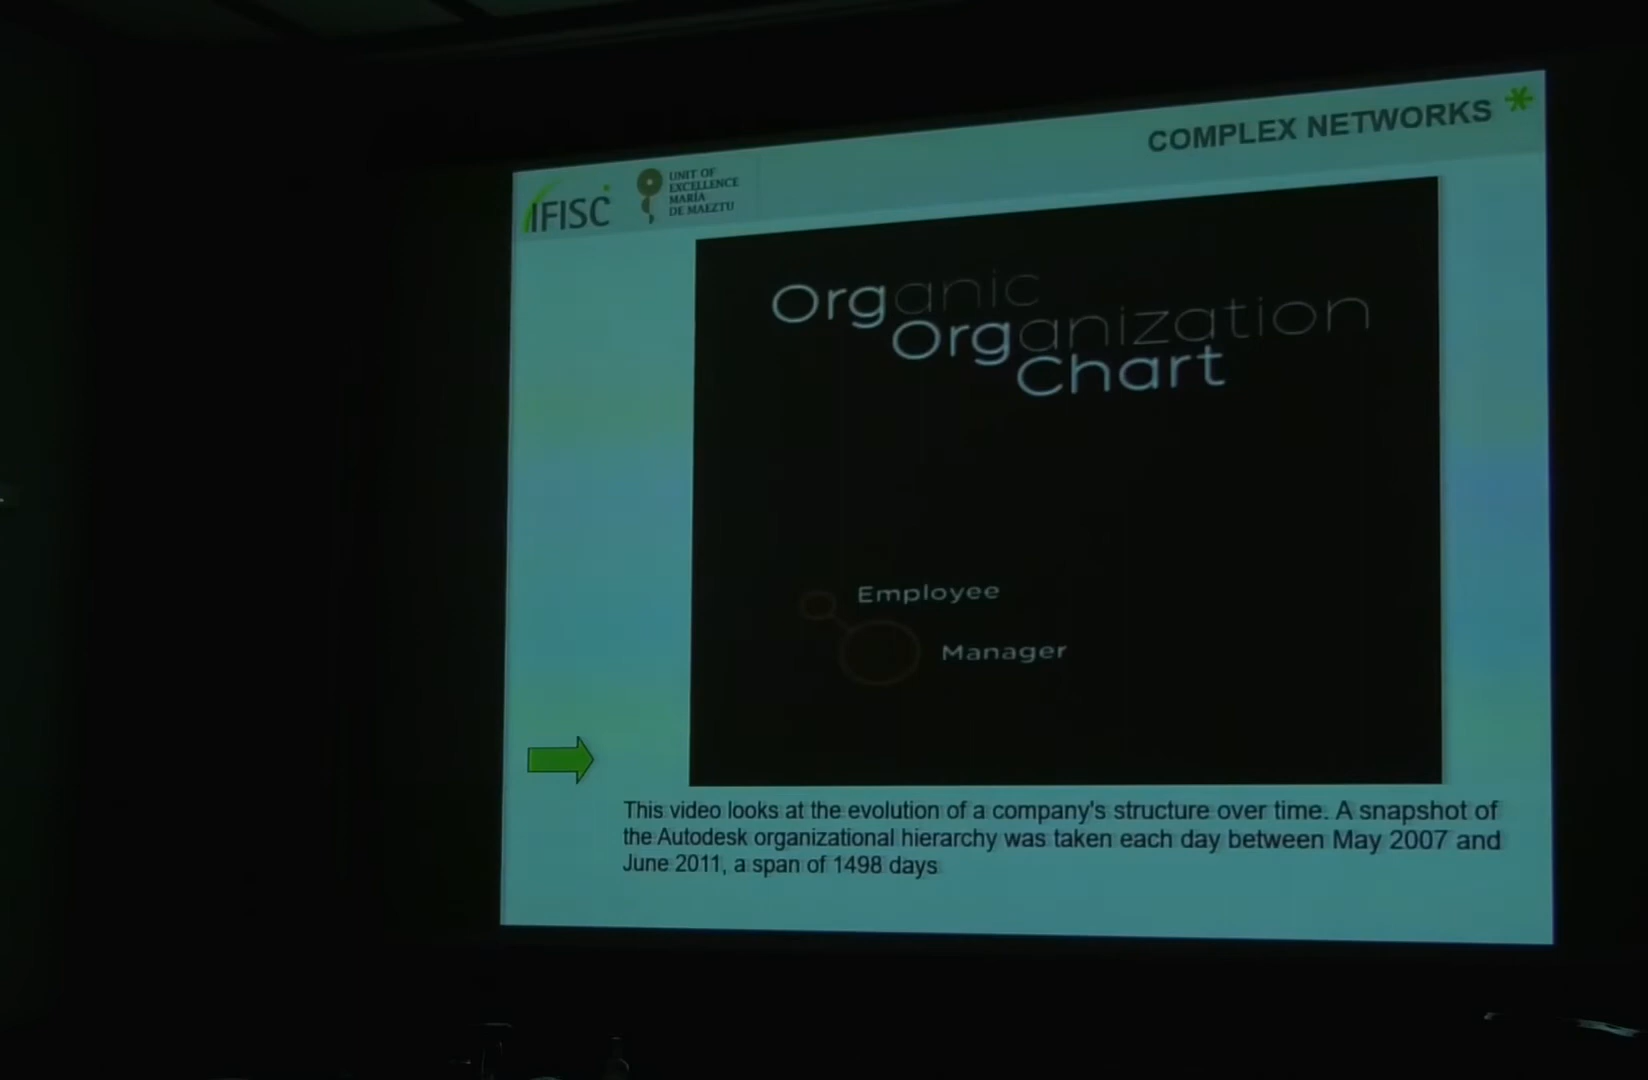 COMPLEX NETWORKS
IFISC
UNIT OF
EXCELLENCE
MARÍA
DE MAEZTU
Organic
Organization
Chart
Employee
Manager
This video looks at the evolution of a company's structure over time. A snapshot of
the Autodesk organizational hierarchy was taken each day between May 2007 and
June 2011, a span of 1498 days